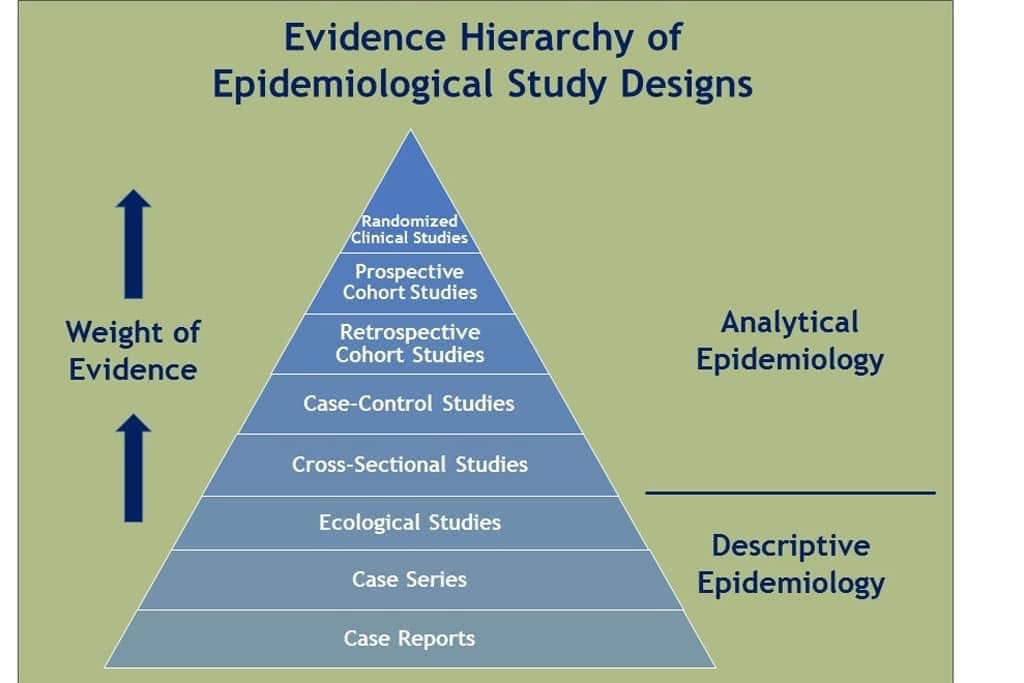 Evidence Hierarchy of
Epidemiological Study Designs
Randomized
Clinical Studies
Prospective
Cohort Studies
Retrospective
Cohort Studies
Case-Control Studies
Cross-Sectional Studies
Ecological Studies
Case Series
Case Reports
Weight of
Evidence
Analytical
Epidemiology
Descriptive
Epidemiology